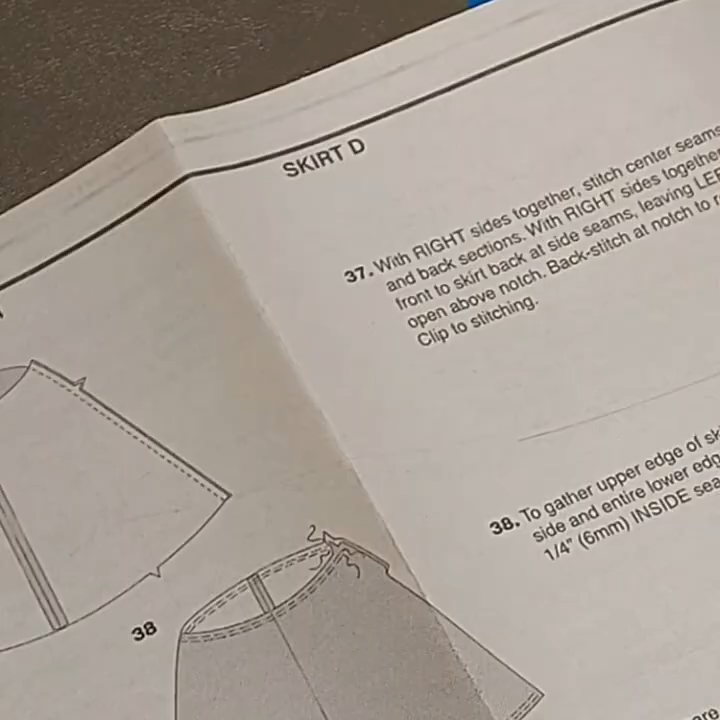 SKIRT D
37. With RIGHT sides together, stitch center seams
and back sections. With RIGHT sides together
front to skirt back at side seams, leaving
open above notch. Back-stitch at notch to
Clip to stitching.
38. To gather upper edge of
side and entire lower
1/4" (6mm) INSIDE
38